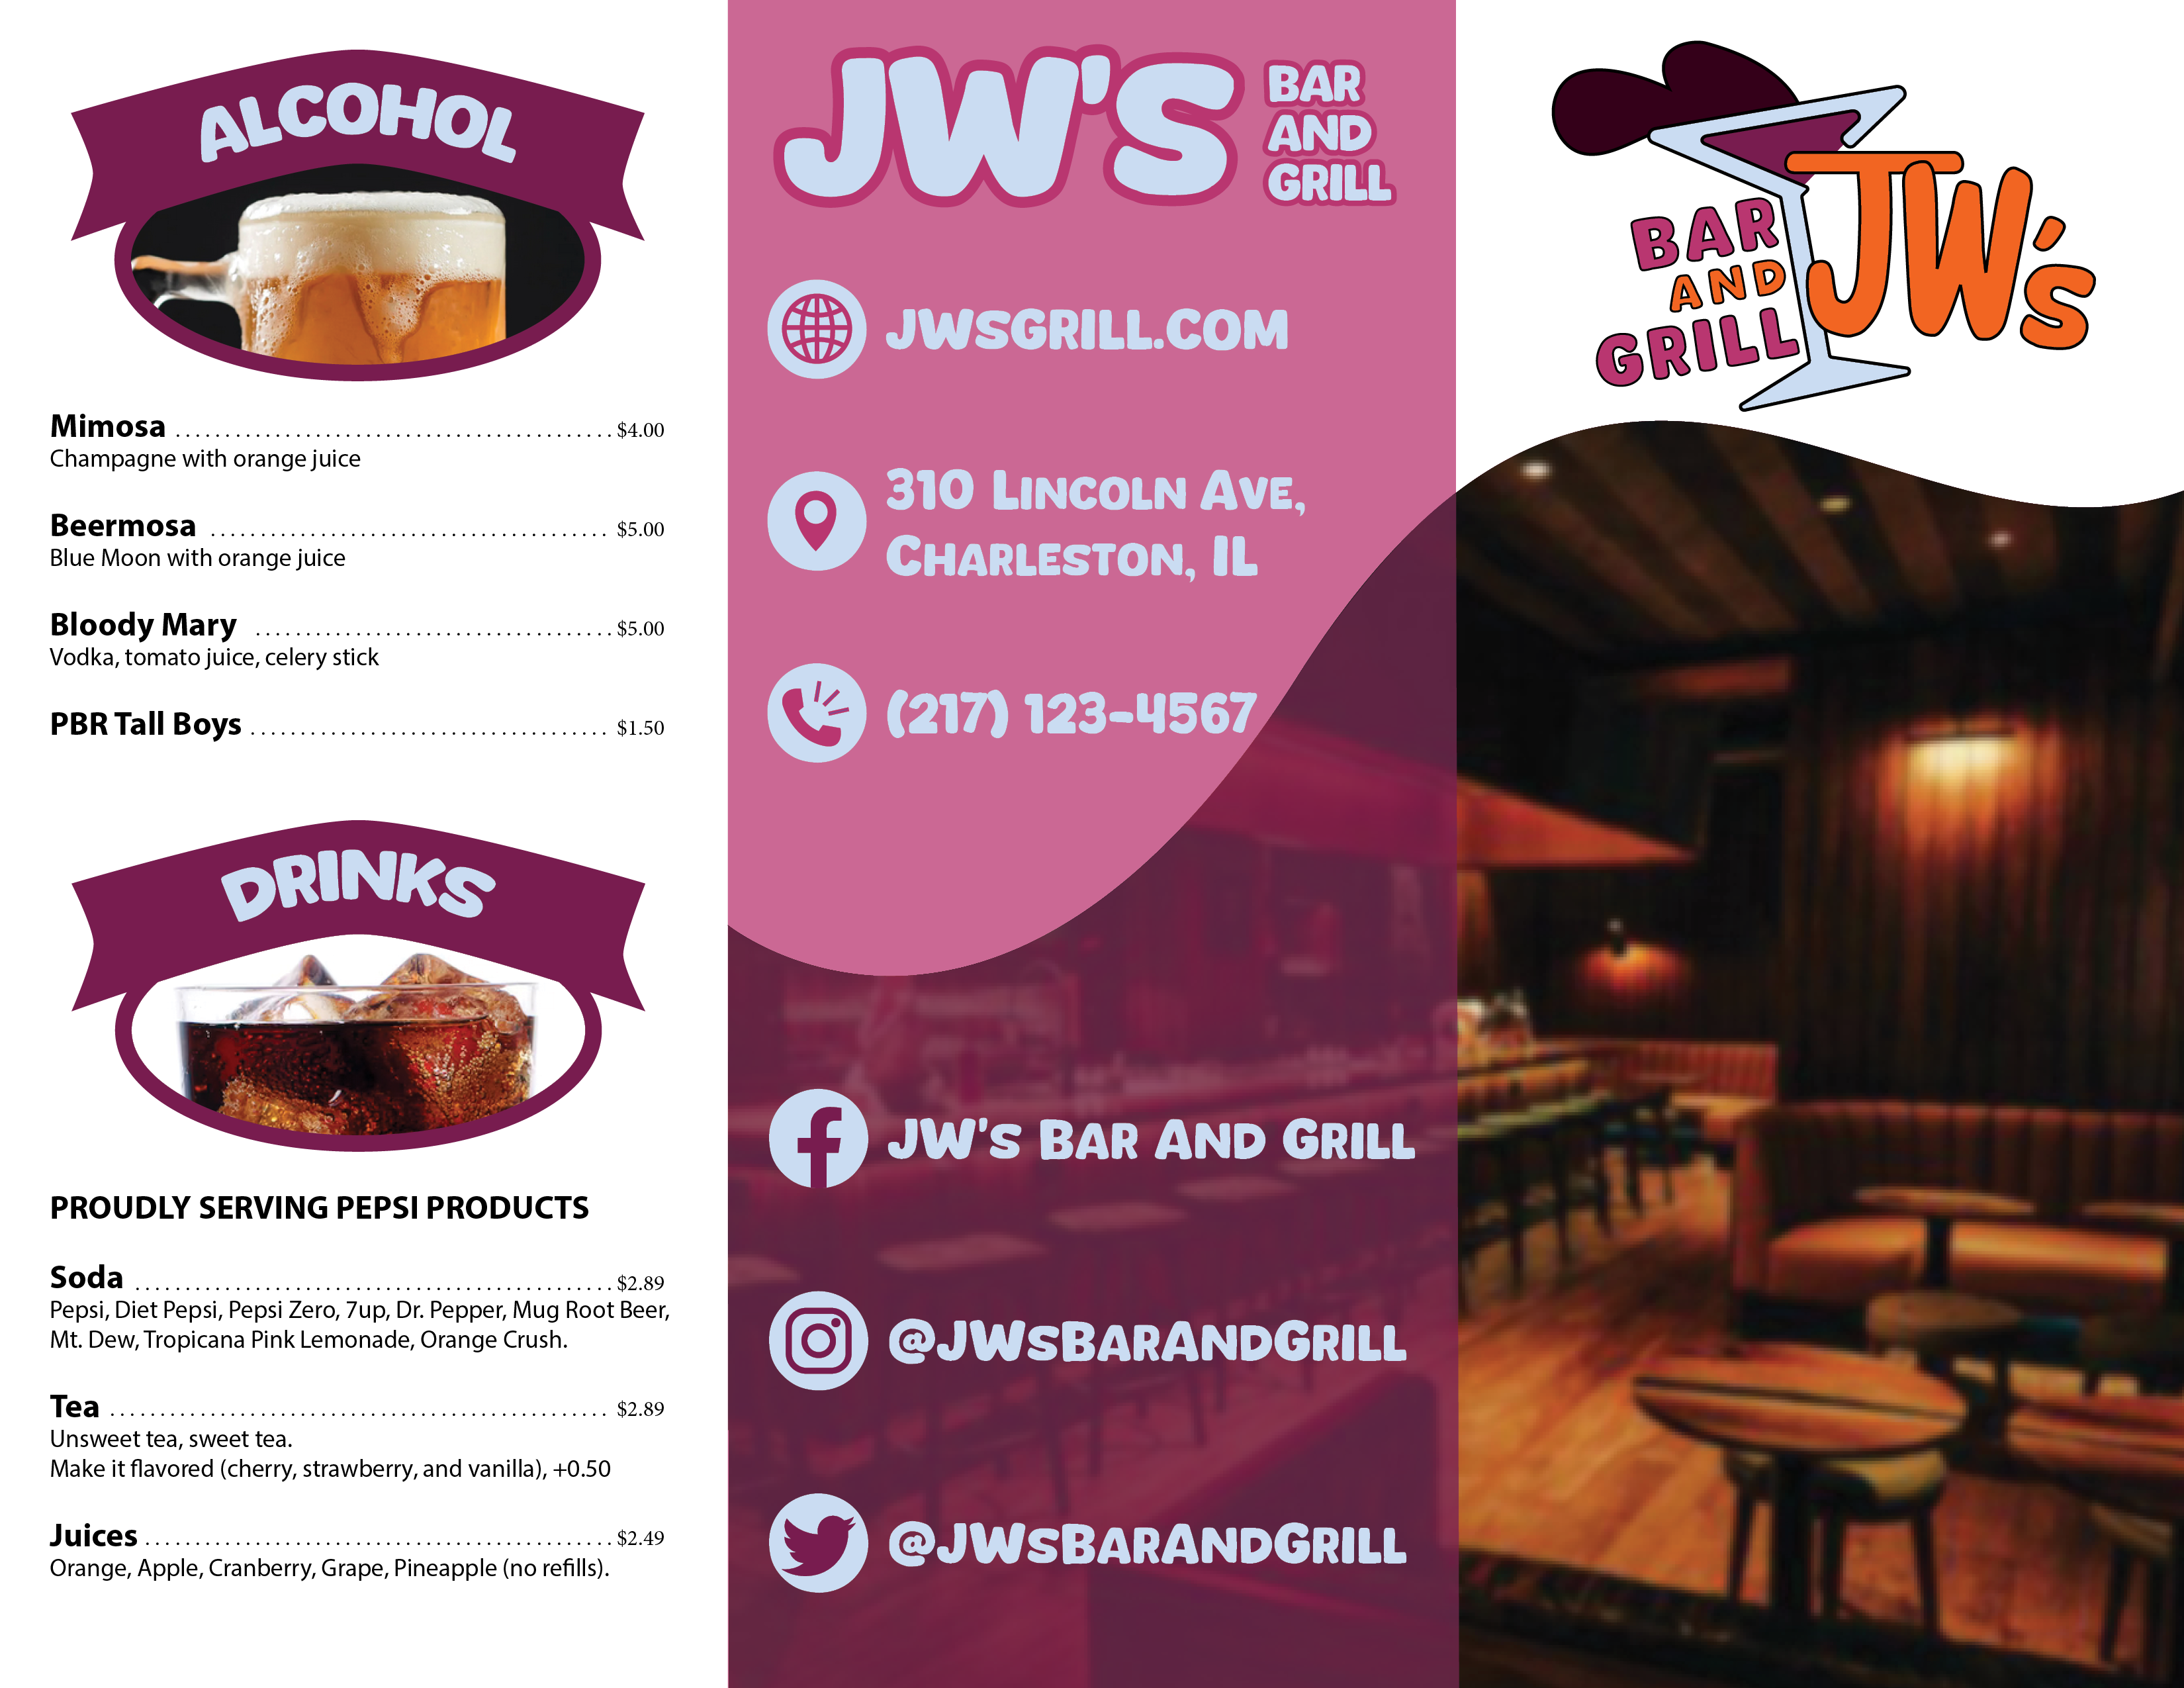 ALCOHOL
Mimosa ........................................... $4.00
Champagne with orange juice
Beermosa ....................................... $5.00
Blue Moon with orange juice
Bloody Mary ................................... $5.00
Vodka, tomato juice, celery stick
PBR Tall Boys ................................... $1.50
DRINKS
PROUDLY SERVING PEPSI PRODUCTS
Soda ............................................... $2.89
Pepsi, Diet Pepsi, Pepsi Zero, 7up, Dr. Pepper, Mug Root Beer,
Mt. Dew, Tropicana Pink Lemonade, Orange Crush.
Tea ................................................. $2.89
Unsweet tea, sweet tea.
Make it flavored (cherry, strawberry, and vanilla), +0.50
Juices .............................................. $2.49
Orange, Apple, Cranberry, Grape, Pineapple (no refills).
JW'S
BAR
AND
GRILL
JWSGRILL.COM
310 LINCOLN AVE,
CHARLESTON, IL
(217) 123-4567
JW'S BAR AND GRILL
@JWSBARANDGRILL
@JWSBARANDGRILL
JW's
BAR
AND
GRILL